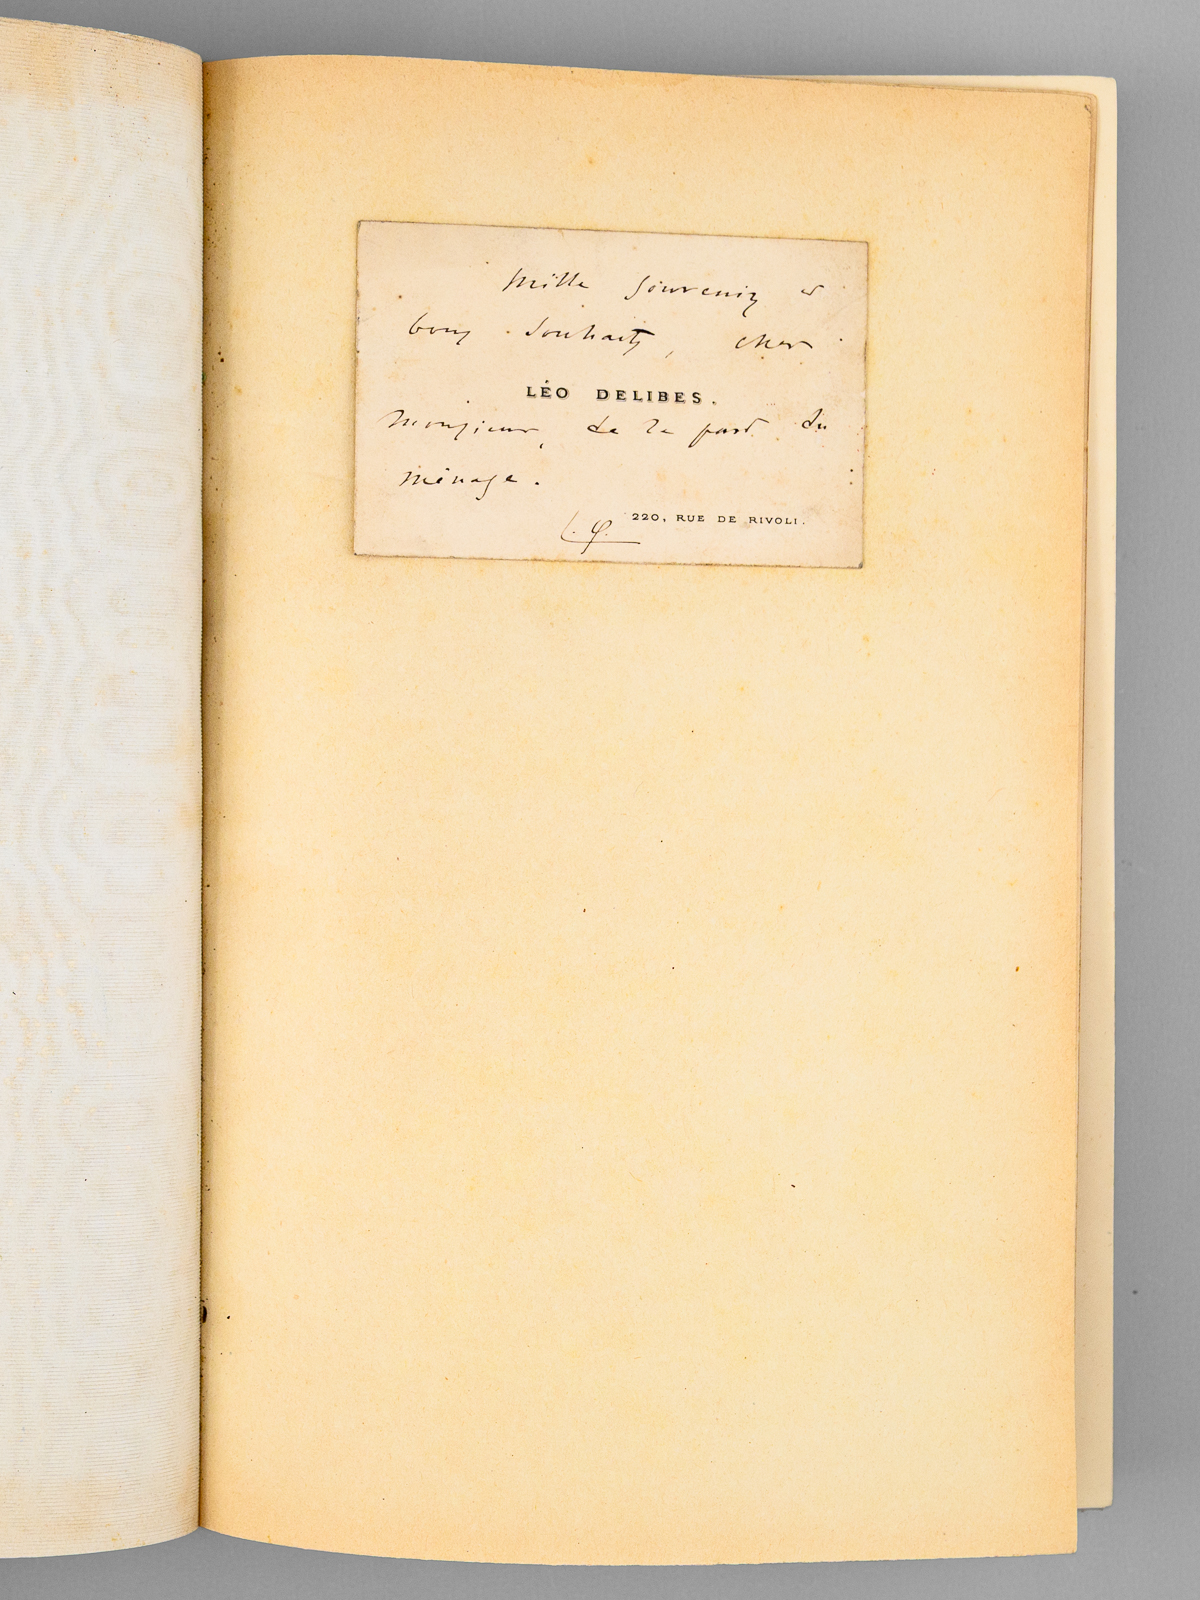 Mille souvenirs et
bons souhaits, cher
LÉO DELIBES.
Monsieur, de la part du
ménage.
220, RUE DE RIVOLI.
L. D.